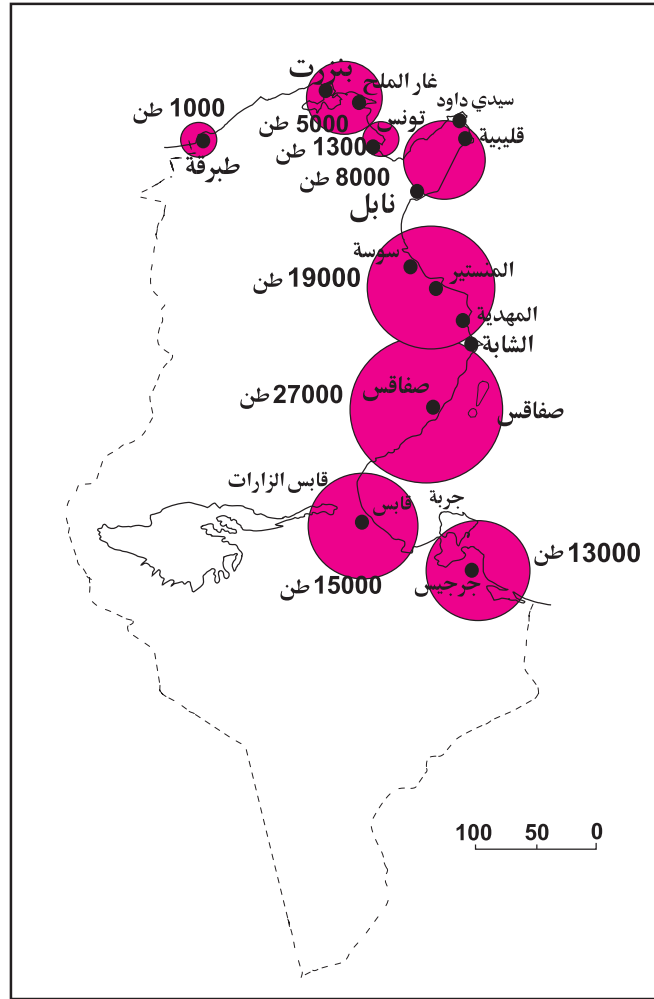 بنزرت
غار الملح
سيدي داود
1000 طن
5000 طن
تونس
قليبية
1300 طن
طبرقة
8000 طن
نابل
سوسة
المنستير
19000 طن
المهدية
الشابة
صفاقس
27000 طن
صفاقس
قابس الزارات
جربة
قابس
13000 طن
جرجيس
15000 طن
100 50 0